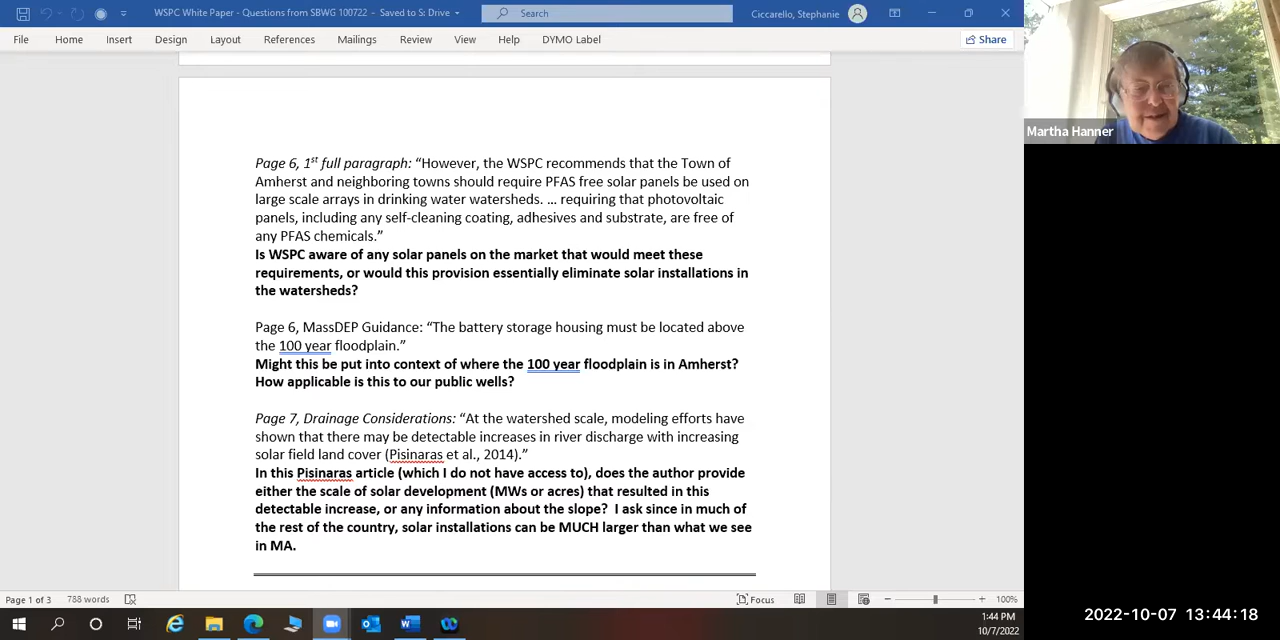 WSPC White Paper - Questions from SBWG 100722 - Saved to S: Drive
Search
Ciccarello, Stephanie
File Home Insert Design Layout References Mailings Review View Help DYMO Label
Share
Martha Hanner
Page 6, 1st full paragraph: “However, the WSPC recommends that the Town of
Amherst and neighboring towns should require PFAS free solar panels be used on
large scale arrays in drinking water watersheds. … requiring that photovoltaic
panels, including any self-cleaning coating, adhesives and substrate, are free of
any PFAS chemicals.”
Is WSPC aware of any solar panels on the market that would meet these
requirements, or would this provision essentially eliminate solar installations in
the watersheds?
Page 6, MassDEP Guidance: “The battery storage housing must be located above
the 100 year floodplain.”
Might this be put into context of where the 100 year floodplain is in Amherst?
How applicable is this to our public wells?
Page 7, Drainage Considerations: “At the watershed scale, modeling efforts have
shown that there may be detectable increases in river discharge with increasing
solar field land cover (Pisinaras et al., 2014).”
In this Pisinaras article (which I do not have access to), does the author provide
either the scale of solar development (MWs or acres) that resulted in this
detectable increase, or any information about the slope?  I ask since in much of
the rest of the country, solar installations can be MUCH larger than what we see
in MA.
Page 1 of 3 788 words
Focus
100%
1:44 PM
10/7/2022
2022-10-07 13:44:18